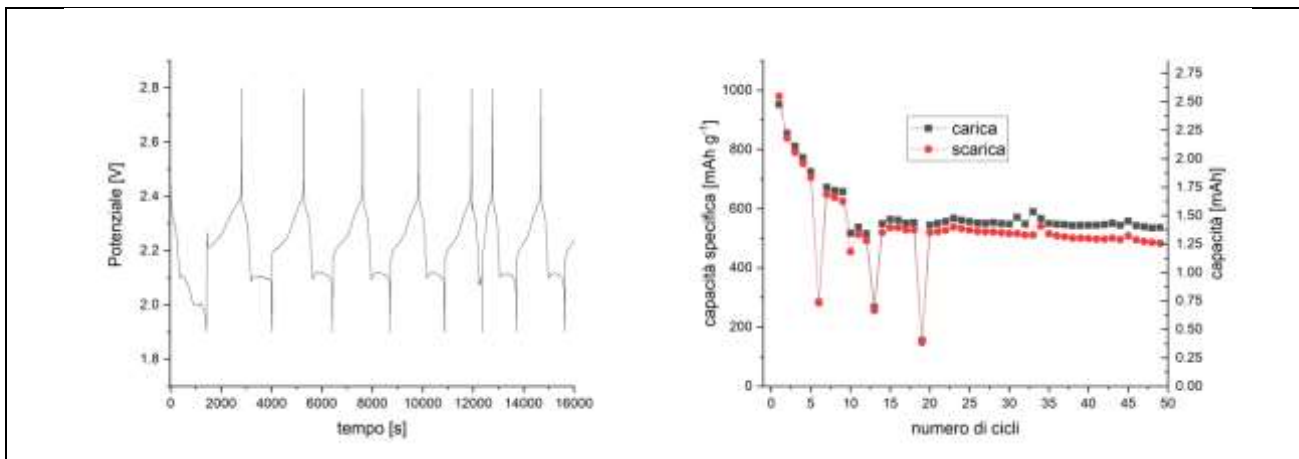 Potenziale [V]
2.8
2.6
2.4
2.2
2.0
1.8
0 2000 4000 6000 8000 10000 12000 14000 16000
tempo [s]
capacità specifica [mAh g⁻¹]
1000
800
600
400
200
0
carica
scarica
2.75
2.50
2.25
2.00
1.75
1.50
1.25
1.00
0.75
0.50
0.25
0.00
capacità [mAh]
0 5 10 15 20 25 30 35 40 45 50
numero di cicli